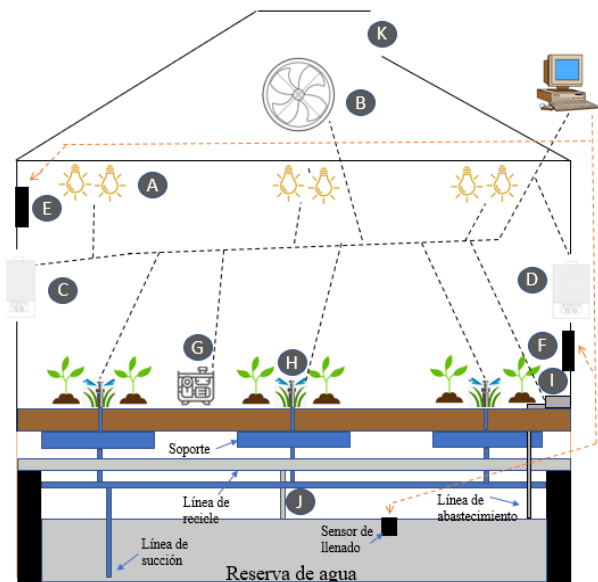 K
B
A
E
C
D
G
H
F
I
Soporte
Línea de
recicle
J
Línea de
abastecimiento
Sensor de
llenado
Línea de
succión
Reserva de agua